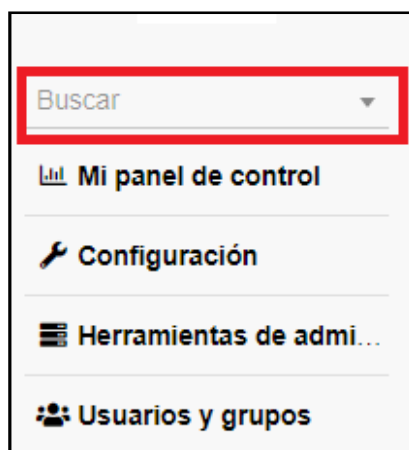 Buscar
Mi panel de control
Configuración
Herramientas de admi...
Usuarios y grupos